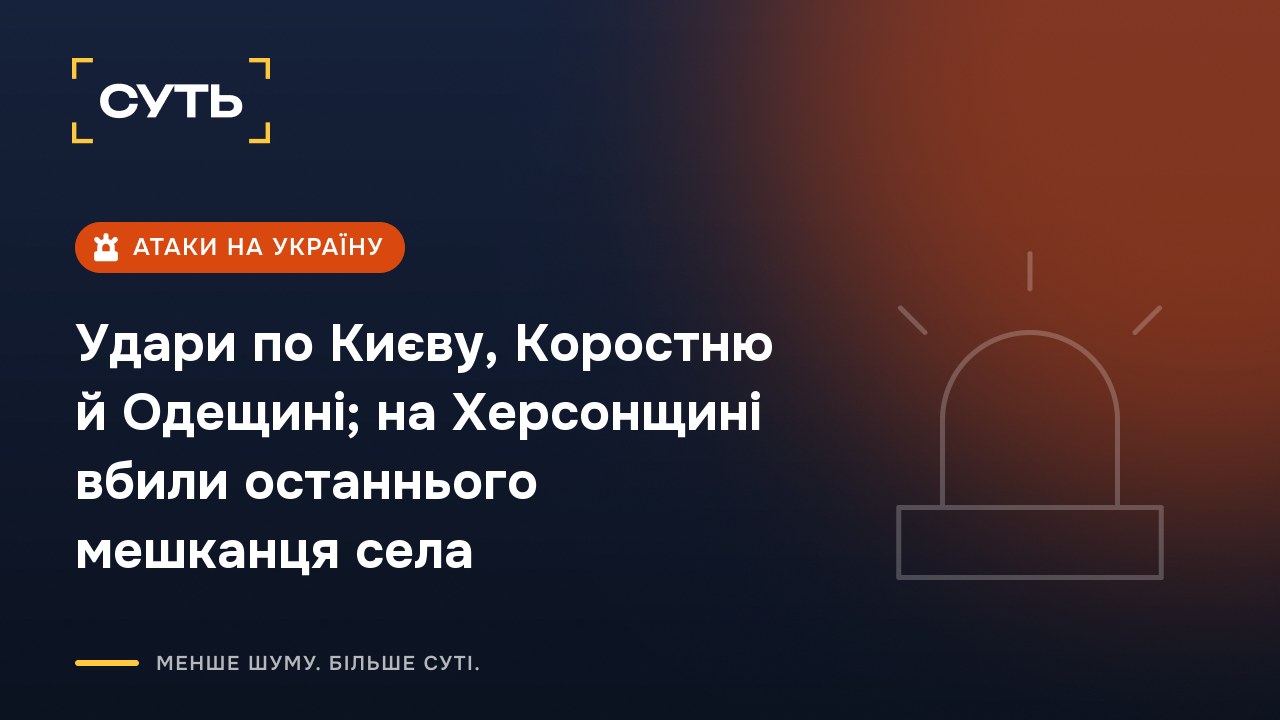 СУТЬ
АТАКИ НА УКРАЇНУ
Удари по Києву, Коростню
й Одещині; на Херсонщині
вбили останнього
мешканця села
МЕНШЕ ШУМУ. БІЛЬШЕ СУТІ.